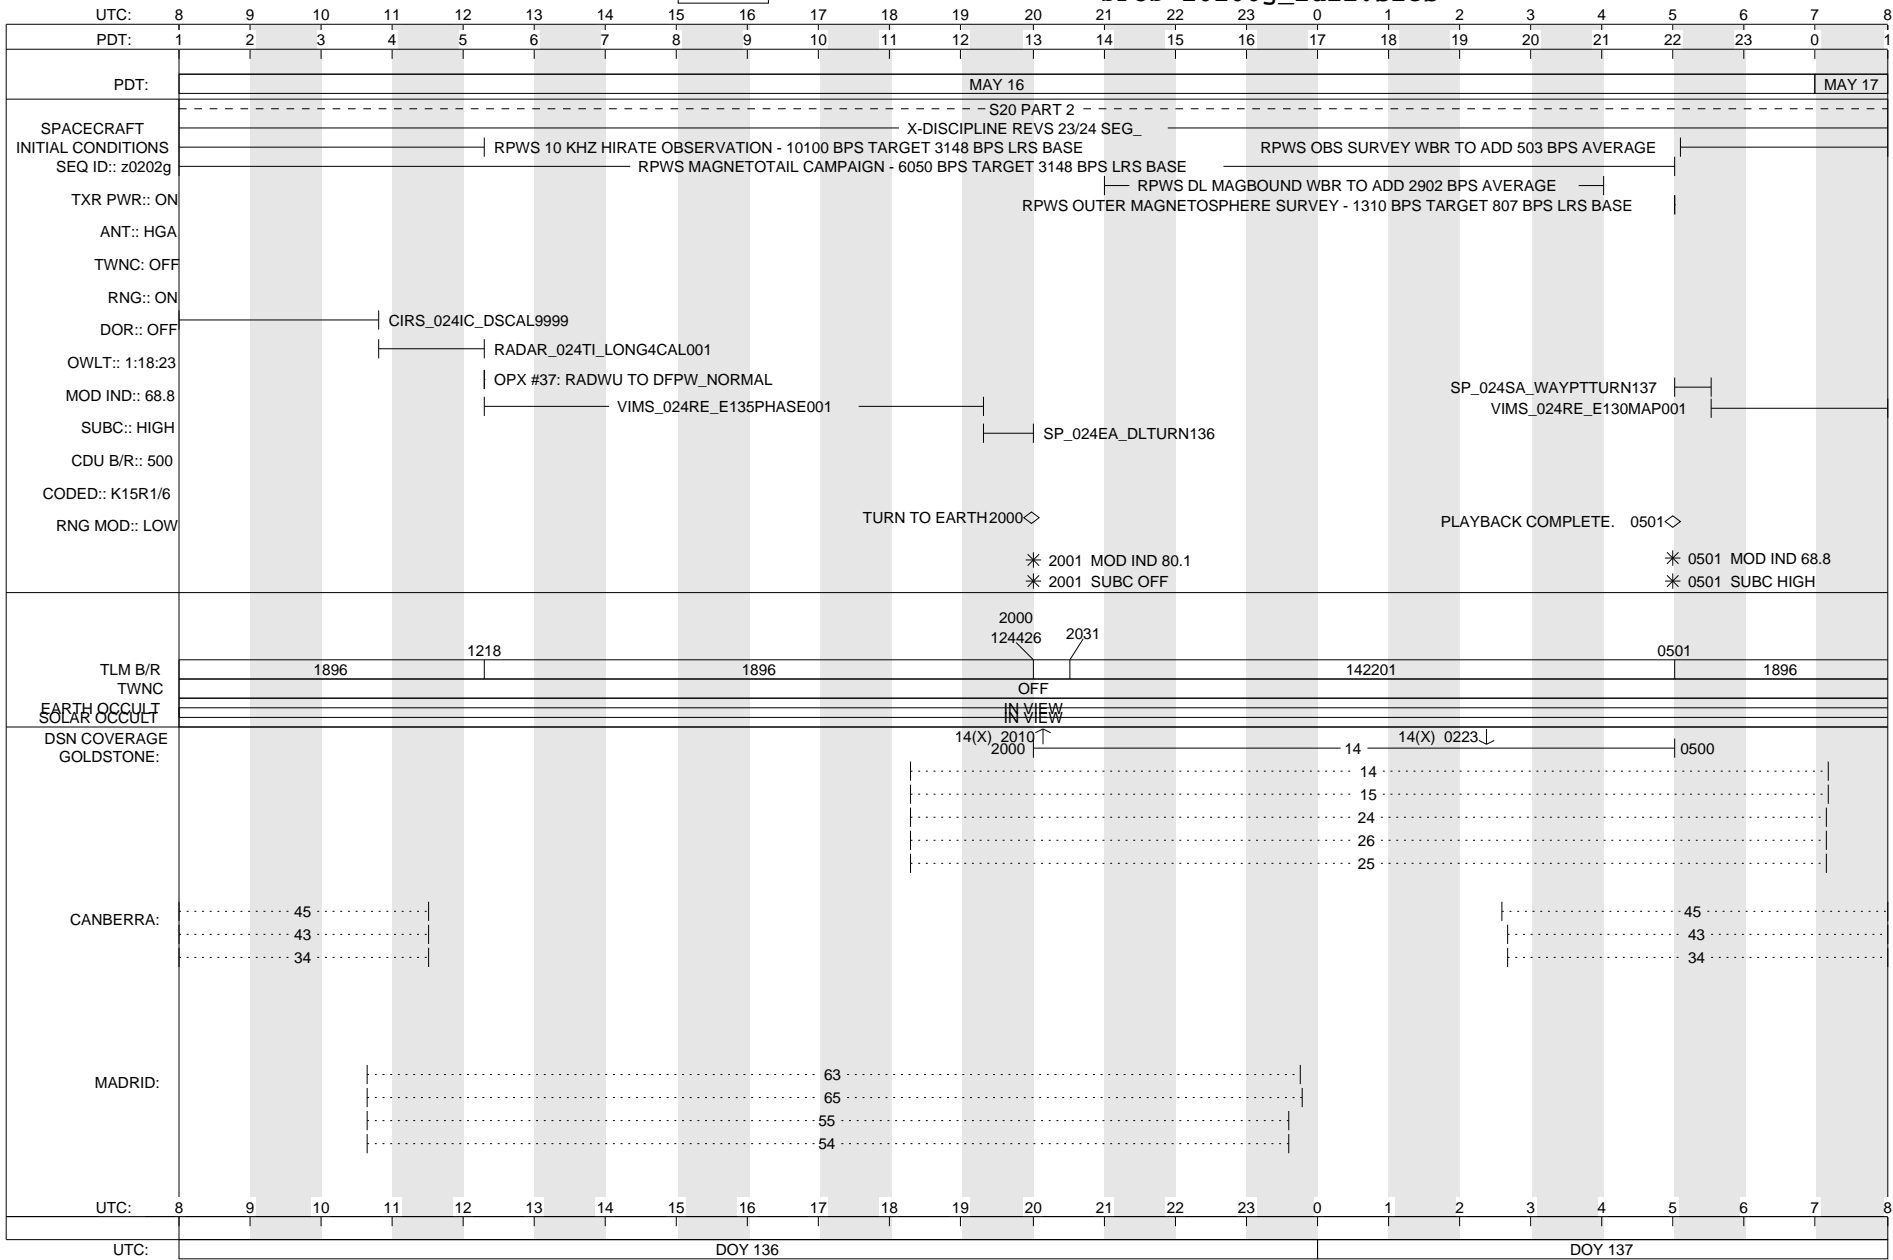 UTC: 8 9 10 11 12 13 14 15 16 17 18 19 20 21 22 23 0 1 2 3 4 5 6 7 8
PDT: 1 2 3 4 5 6 7 8 9 10 11 12 13 14 15 16 17 18 19 20 21 22 23 0 1
PDT: MAY 16 MAY 17
S20 PART 2
SPACECRAFT X-DISCIPLINE REVS 23/24 SEG_
INITIAL CONDITIONS RPWS 10 KHZ HIRATE OBSERVATION - 10100 BPS TARGET 3148 BPS LRS BASE RPWS OBS SURVEY WBR TO ADD 503 BPS AVERAGE
SEQ ID:: z0202g RPWS MAGNETOTAIL CAMPAIGN - 6050 BPS TARGET 3148 BPS LRS BASE
RPWS DL MAGBOUND WBR TO ADD 2902 BPS AVERAGE
TXR PWR:: ON RPWS OUTER MAGNETOSPHERE SURVEY - 1310 BPS TARGET 807 BPS LRS BASE
ANT:: HGA
TWNC: OFF
RNG:: ON
CIRS_024IC_DSCAL9999
DOR:: OFF
RADAR_024TI_LONG4CAL001
OWLT:: 1:18:23
OPX #37: RADWU TO DFPW_NORMAL SP_024SA_WAYPTTURN137
MOD IND:: 68.8
VIMS_024RE_E135PHASE001 VIMS_024RE_E130MAP001
SUBC:: HIGH SP_024EA_DLTURN136
CDU B/R:: 500
CODED:: K15R1/6
RNG MOD:: LOW TURN TO EARTH 2000 PLAYBACK COMPLETE. 0501
2001 MOD IND 80.1 0501 MOD IND 68.8
2001 SUBC OFF 0501 SUBC HIGH
2000
124426 2031
1218 0501
TLM B/R 1896 1896 142201 1896
TWNC OFF
EARTH OCCULT IN VIEW
SOLAR OCCULT IN VIEW
DSN COVERAGE 14(X) 2010 14(X) 0223
GOLDSTONE: 2000 14 0500
14
15
24
26
25
CANBERRA: 45 45
43 43
34 34
MADRID: 63
65
55
54
UTC: 8 9 10 11 12 13 14 15 16 17 18 19 20 21 22 23 0 1 2 3 4 5 6 7 8
UTC: DOY 136 DOY 137